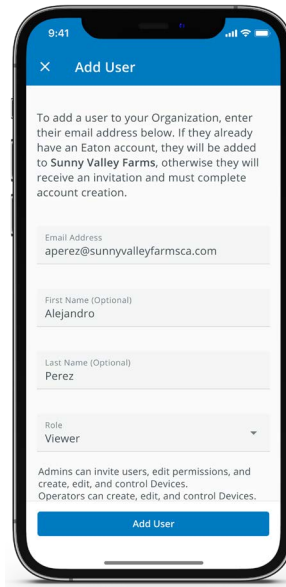 9:41
Add User
To add a user to your Organization, enter
their email address below. If they already
have an Eaton account, they will be added
to Sunny Valley Farms, otherwise they will
receive an invitation and must complete
account creation.
Email Address
aperez@sunnyvalleyfarmsca.com
First Name (Optional)
Alejandro
Last Name (Optional)
Perez
Role
Viewer
Admins can invite users, edit permissions, and
create, edit, and control Devices.
Operators can create, edit, and control Devices.
Add User